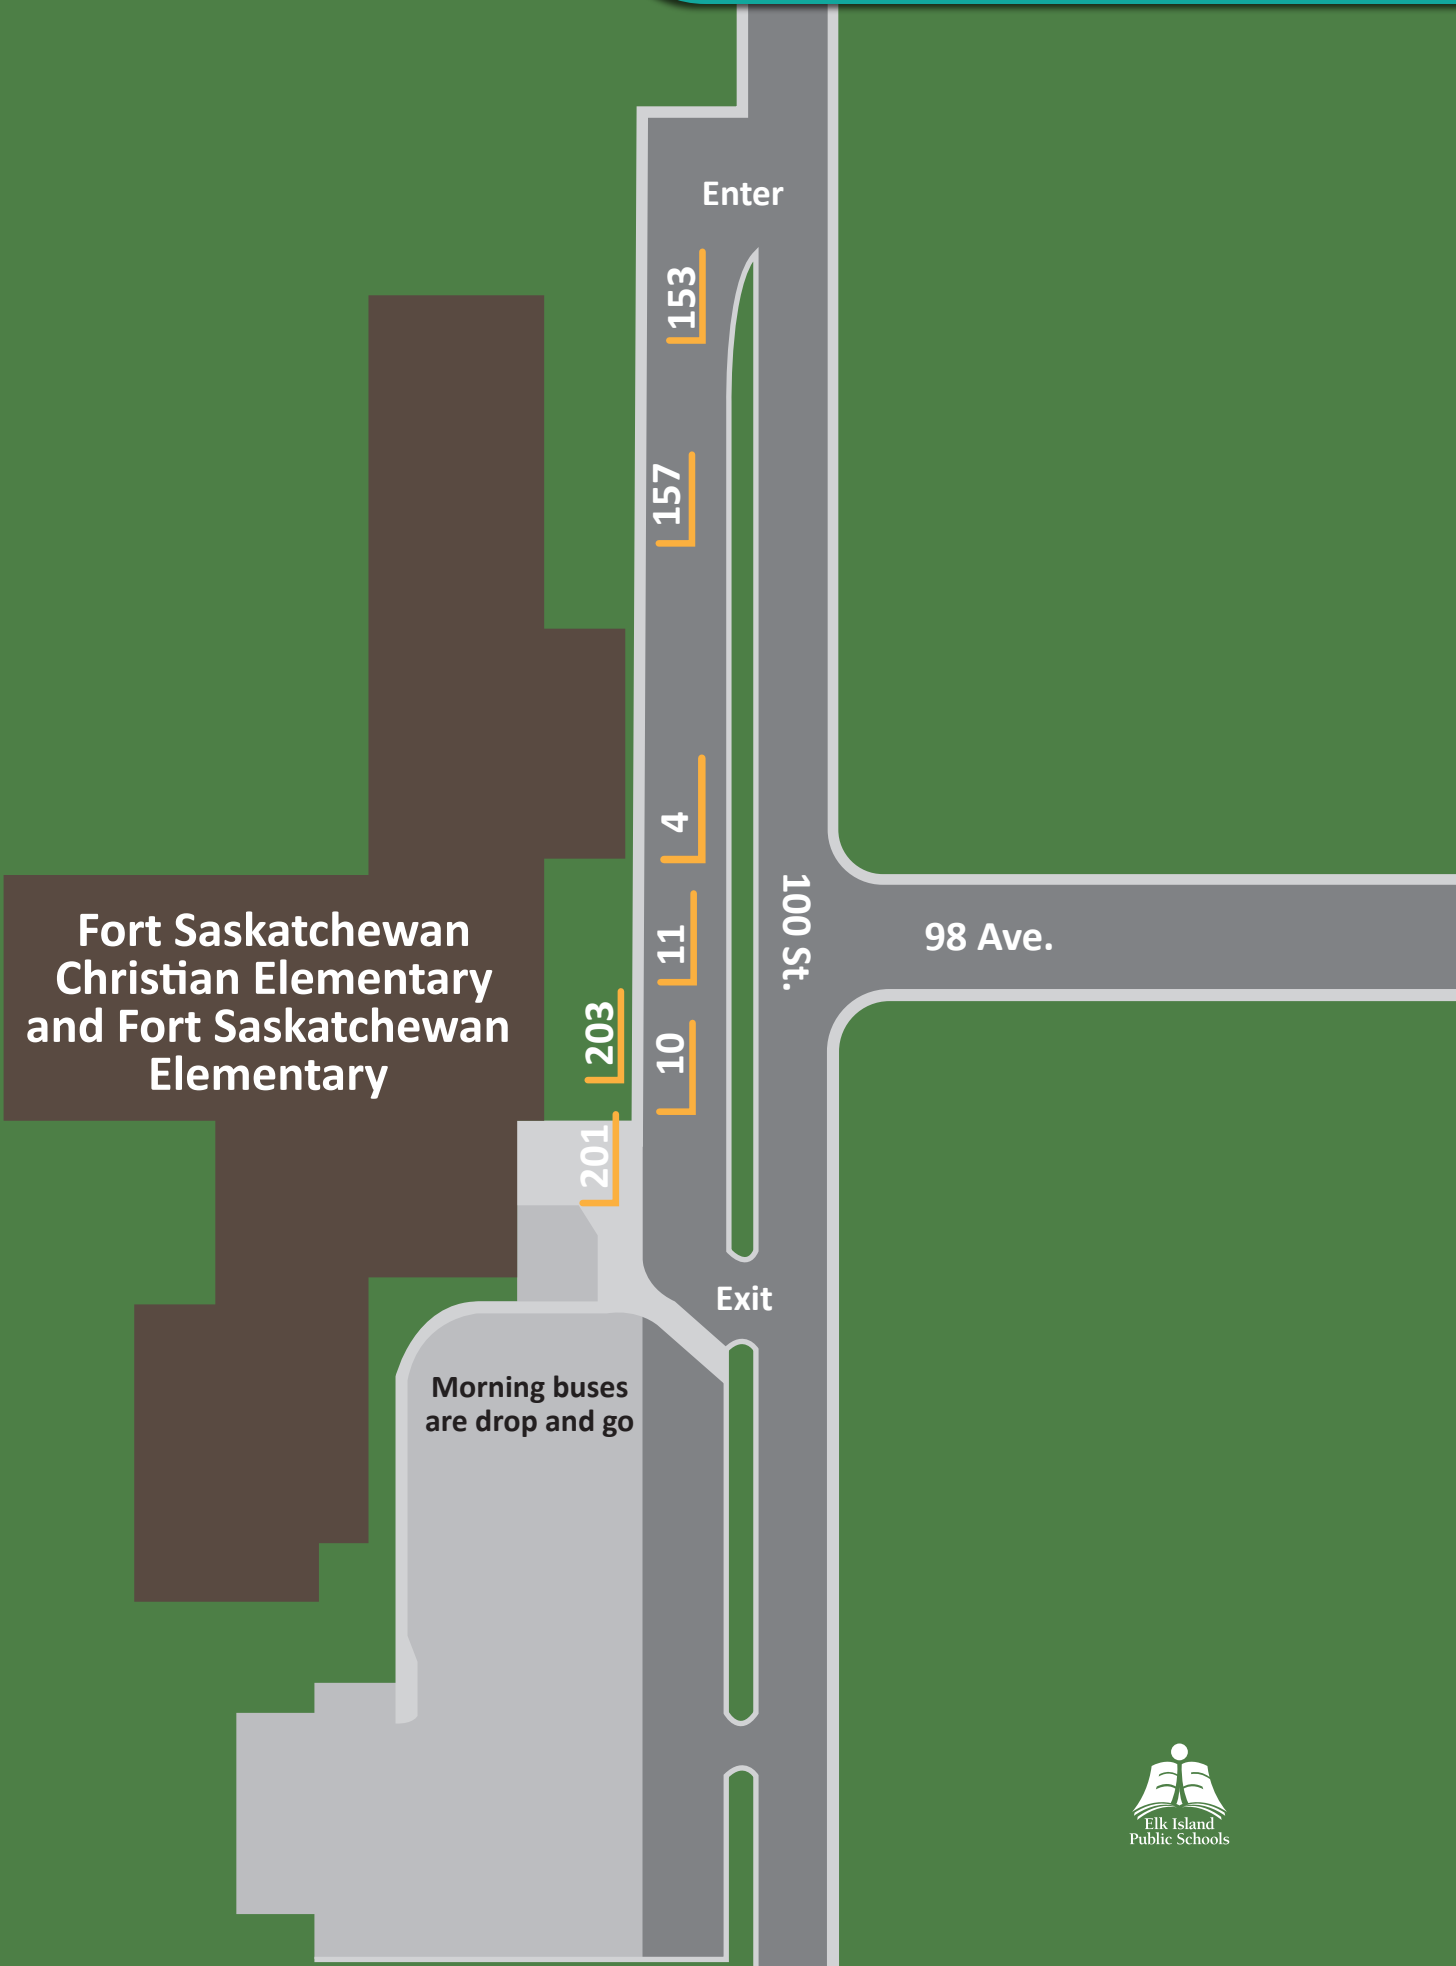 Enter
153
157
4
11
203
10
201
100 St.
98 Ave.
Fort Saskatchewan
Christian Elementary
and Fort Saskatchewan
Elementary
Exit
Morning buses
are drop and go
Elk Island
Public Schools